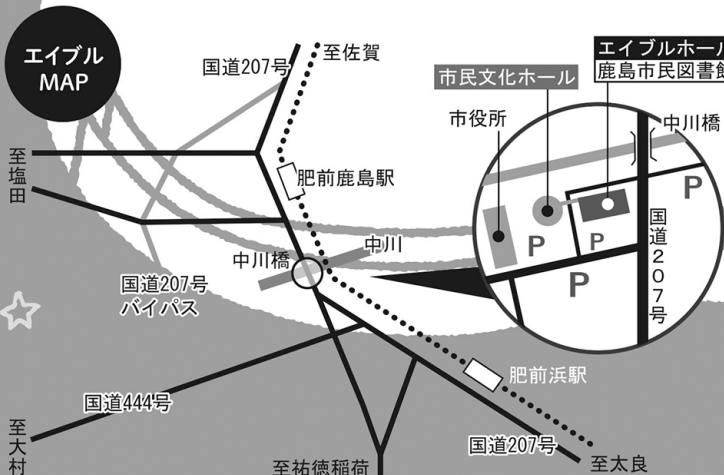 エイブル
MAP
国道207号
至佐賀
市民文化ホール
エイブルホール
鹿島市民図書館
市役所
中川橋
至塩田
肥前鹿島駅
P
国道207号
P
P
P
中川橋
中川
国道207号
バイパス
肥前浜駅
国道444号
至大村
国道207号
至祐徳稲荷
至太良